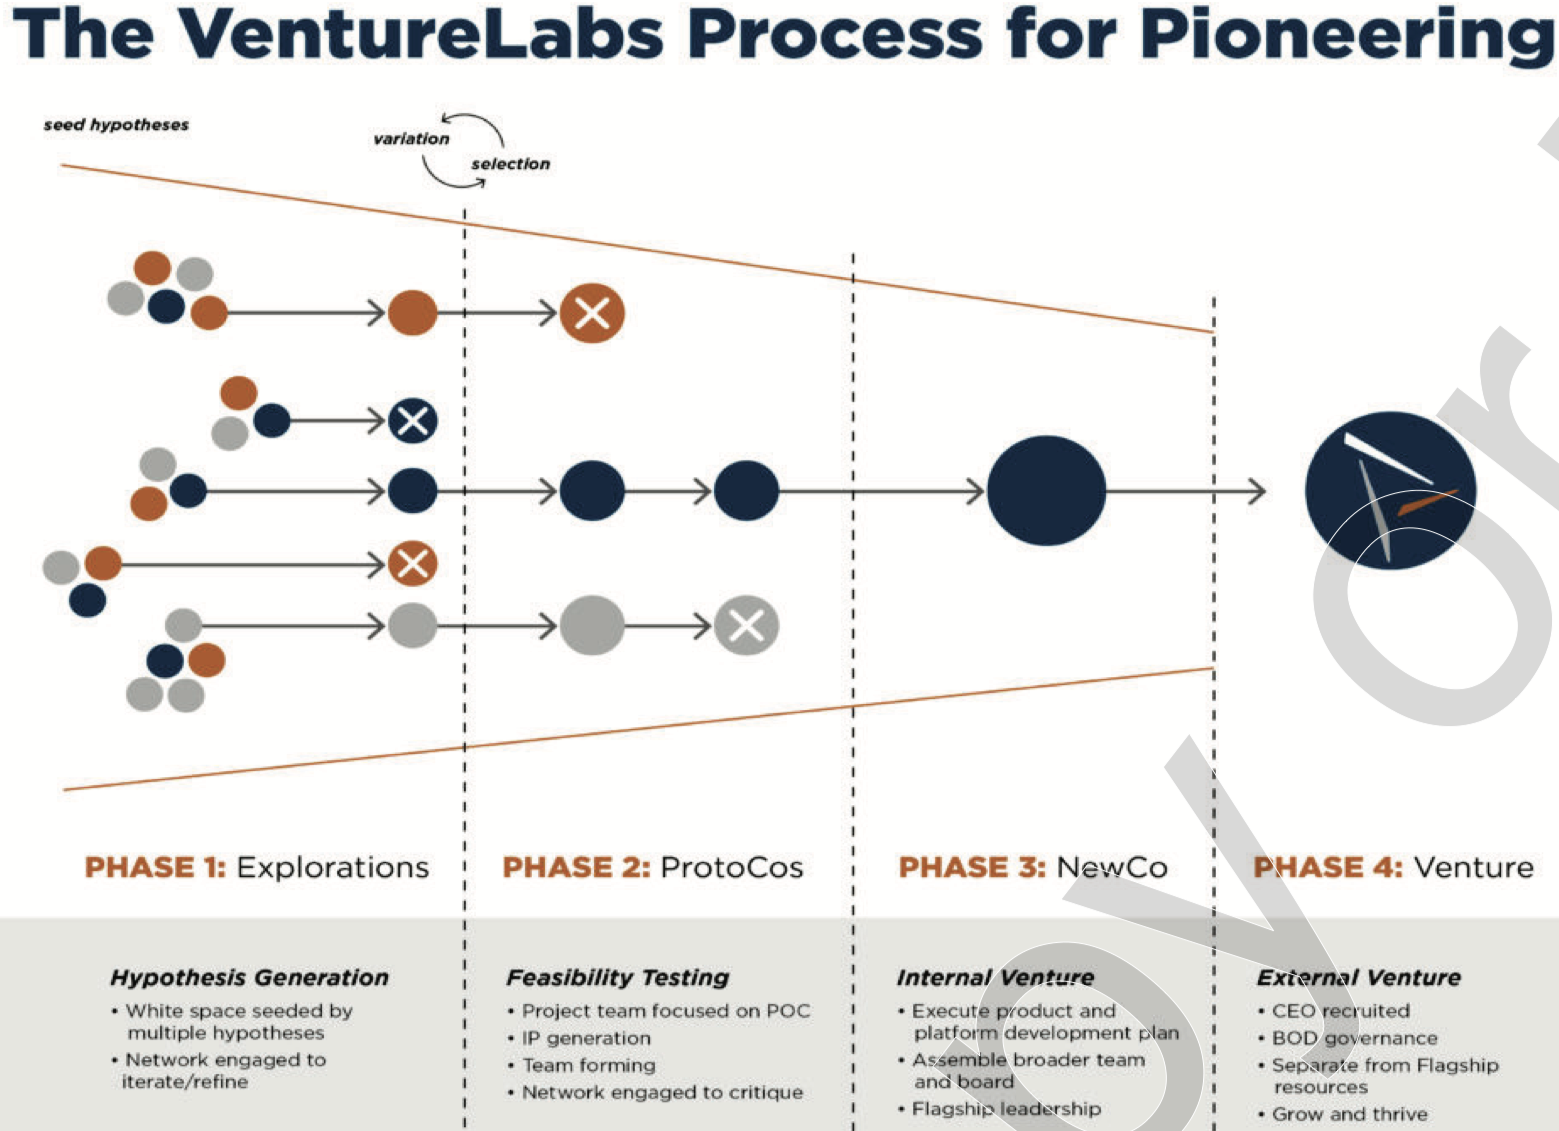 The VentureLabs Process for Pioneering
seed hypotheses
variation
selection
PHASE 1: Explorations
PHASE 2: ProtoCos
PHASE 3: NewCo
PHASE 4: Venture
Hypothesis Generation
• White space seeded by
multiple hypotheses
• Network engaged to
iterate/refine
Feasibility Testing
• Project team focused on POC
• IP generation
• Team forming
• Network engaged to critique
Internal Venture
• Execute product and
platform development plan
• Assemble broader team
and board
• Flagship leadership
External Venture
• CEO recruited
• BOD governance
• Separate from Flagship
resources
• Grow and thrive